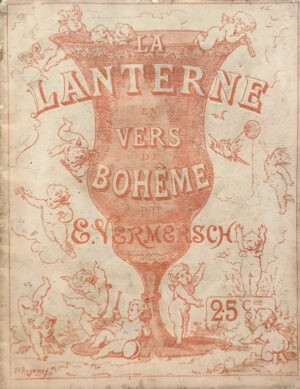 LA
LANTERNE
EN
VERS
DE
BOHÊME
par
E. VERMERSCH
25 Ces